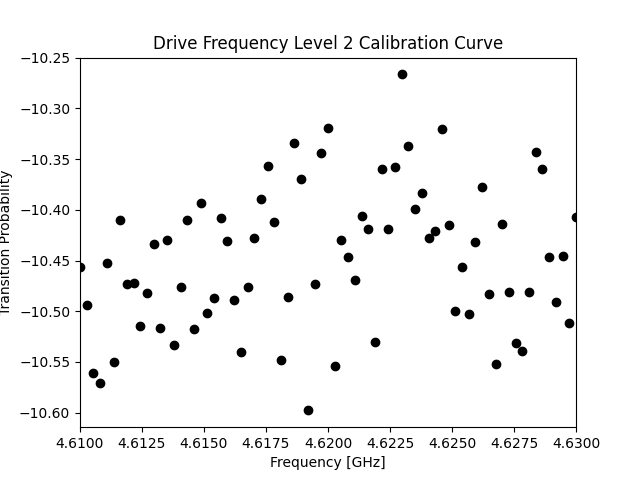 Drive Frequency Level 2 Calibration Curve
Transition Probability
−10.25
−10.30
−10.35
−10.40
−10.45
−10.50
−10.55
−10.60
4.6100 4.6125 4.6150 4.6175 4.6200 4.6225 4.6250 4.6275 4.6300
Frequency [GHz]